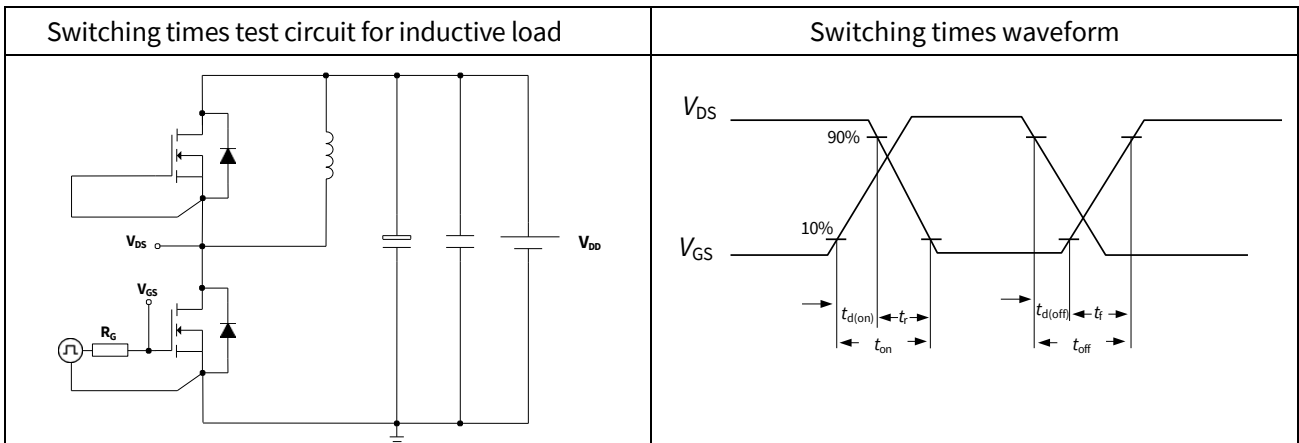 Switching times test circuit for inductive load
Switching times waveform
VDS
VGS
RG
VDD
VDS
90%
10%
VGS
td(on)
tr
ton
td(off)
tf
toff